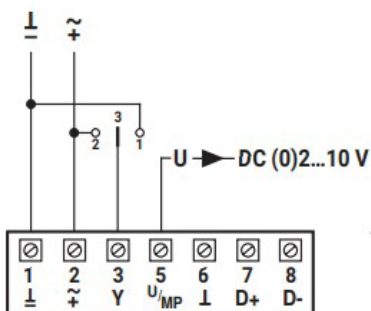 ⊥ ~
– +
3
2 1
U DC (0)2...10 V
1 2 3 5 6 7 8
⊥ ~ Y U/MP ⊥ D+ D-
– +